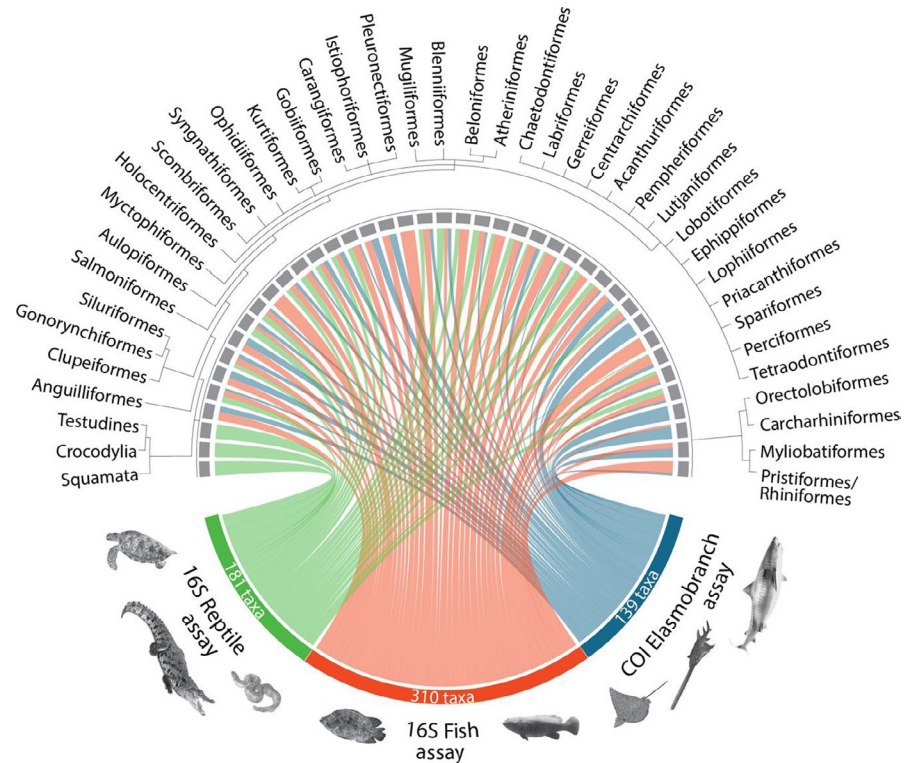 Squamata
Crocodylia
Testudines
Anguilliformes
Clupeiformes
Gonorynchiformes
Siluriformes
Salmoniformes
Aulopiformes
Myctophiformes
Holocentriformes
Scombriformes
Syngnathiformes
Ophidiiformes
Kurtiformes
Gobiiformes
Carangiformes
Istiophoriformes
Pleuronectiformes
Mugiliformes
Blenniiformes
Beloniformes
Atheriniformes
Chaetodontiformes
Labriformes
Gerreiformes
Centrarchiformes
Acanthuriformes
Pempheriformes
Lutjaniformes
Lobotiformes
Ephippiformes
Lophiiformes
Priacanthiformes
Spariformes
Perciformes
Tetraodontiformes
Orectolobiformes
Carcharhiniformes
Myliobatiformes
Pristiformes/
Rhiniformes
181 taxa
16S Reptile
assay
310 taxa
16S Fish
assay
139 taxa
COI Elasmobranch
assay